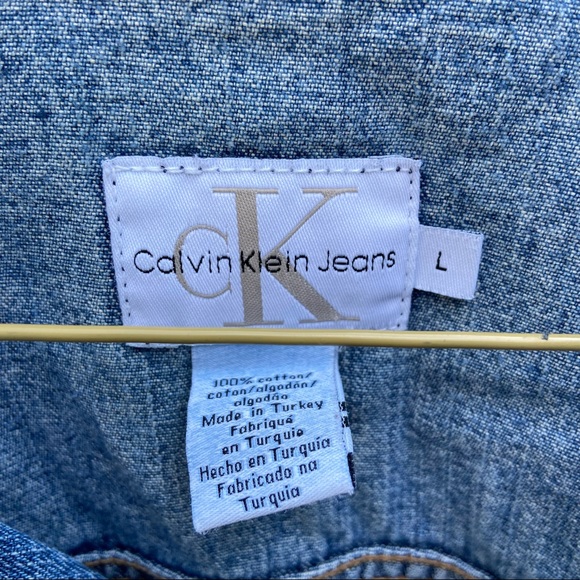 CK
Calvin Klein Jeans
L
100% cotton/
coton/algodón/
algodão
Made in Turkey
Fabriqué
en Turquie
Hecho en Turquía
Fabricado na
Turquia